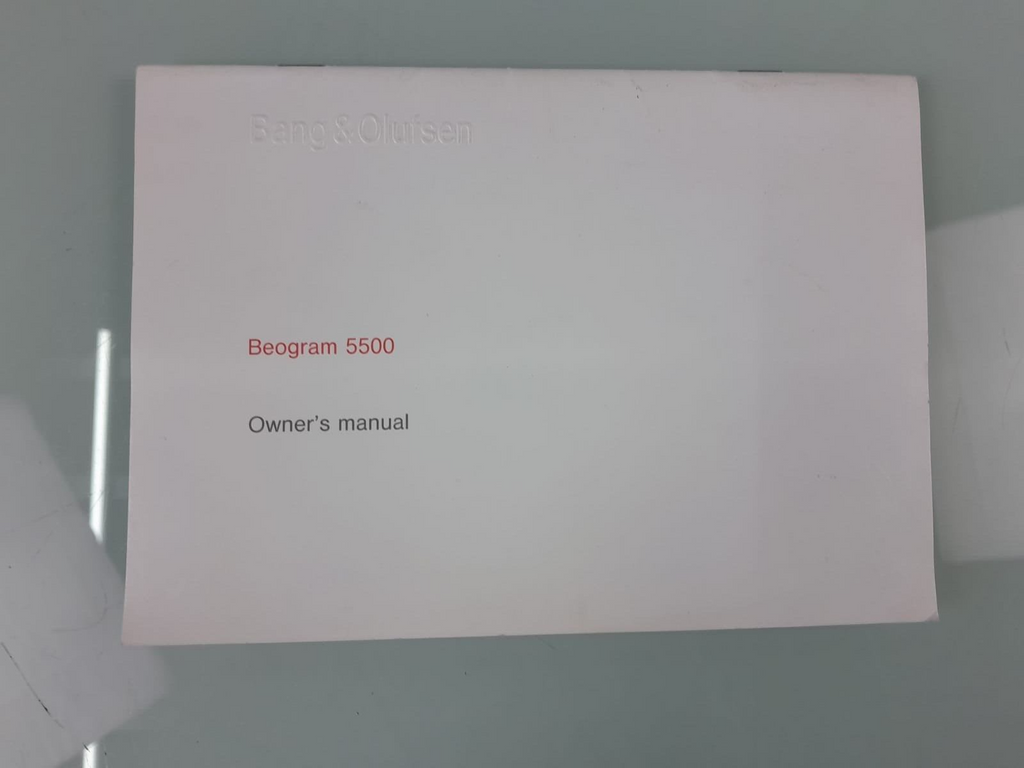 Bang & Olufsen
Beogram 5500
Owner's manual